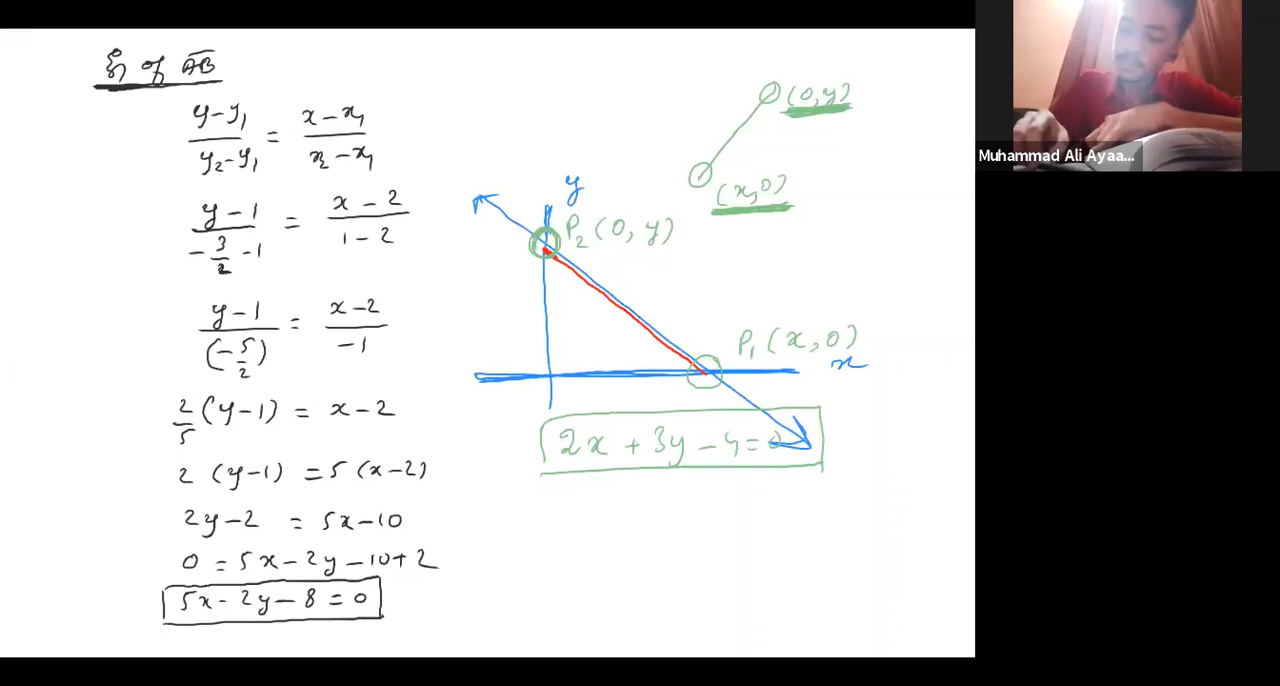 of AB
y-y₁/y₂-y₁ = x-x₁/x₂-x₁
y-1/-3/2-1 = x-2/1-2
y-1/(-5/2) = x-2/-1
2/5 (y-1) = x-2
2 (y-1) = 5 (x-2)
2y-2 = 5x-10
0 = 5x-2y-10+2
5x-2y-8=0
(0,y)
(x,0)
y
P₂(0,y)
P₁(x,0)
x
2x+3y-4=0
Muhammad Ali Ayaa...